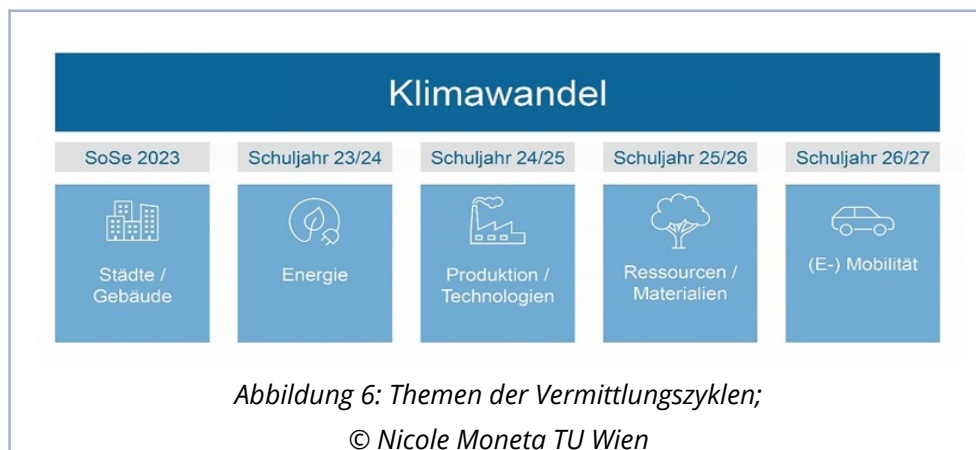 Klimawandel
SoSe 2023
Schuljahr 23/24
Schuljahr 24/25
Schuljahr 25/26
Schuljahr 26/27
Städte /
Gebäude
Energie
Produktion /
Technologien
Ressourcen /
Materialien
(E-) Mobilität
Abbildung 6: Themen der Vermittlungszyklen;
© Nicole Moneta TU Wien